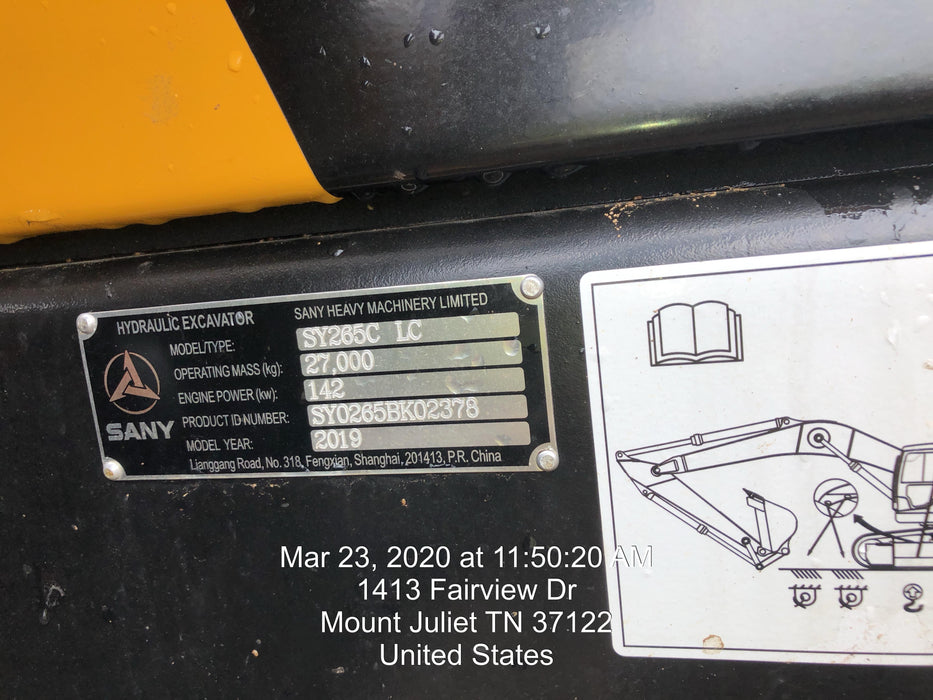 HYDRAULIC EXCAVATOR
SANY HEAVY MACHINERY LIMITED
MODEL/TYPE: SY265C LC
OPERATING MASS (kg): 27,000
ENGINE POWER (kw): 142
PRODUCT ID-NUMBER: SY0265BK02378
MODEL YEAR: 2019
SANY
Lianggang Road, No. 318, Fengxian, Shanghai, 201413, P.R. China
Mar 23, 2020 at 11:50:20 AM
1413 Fairview Dr
Mount Juliet TN 37122
United States